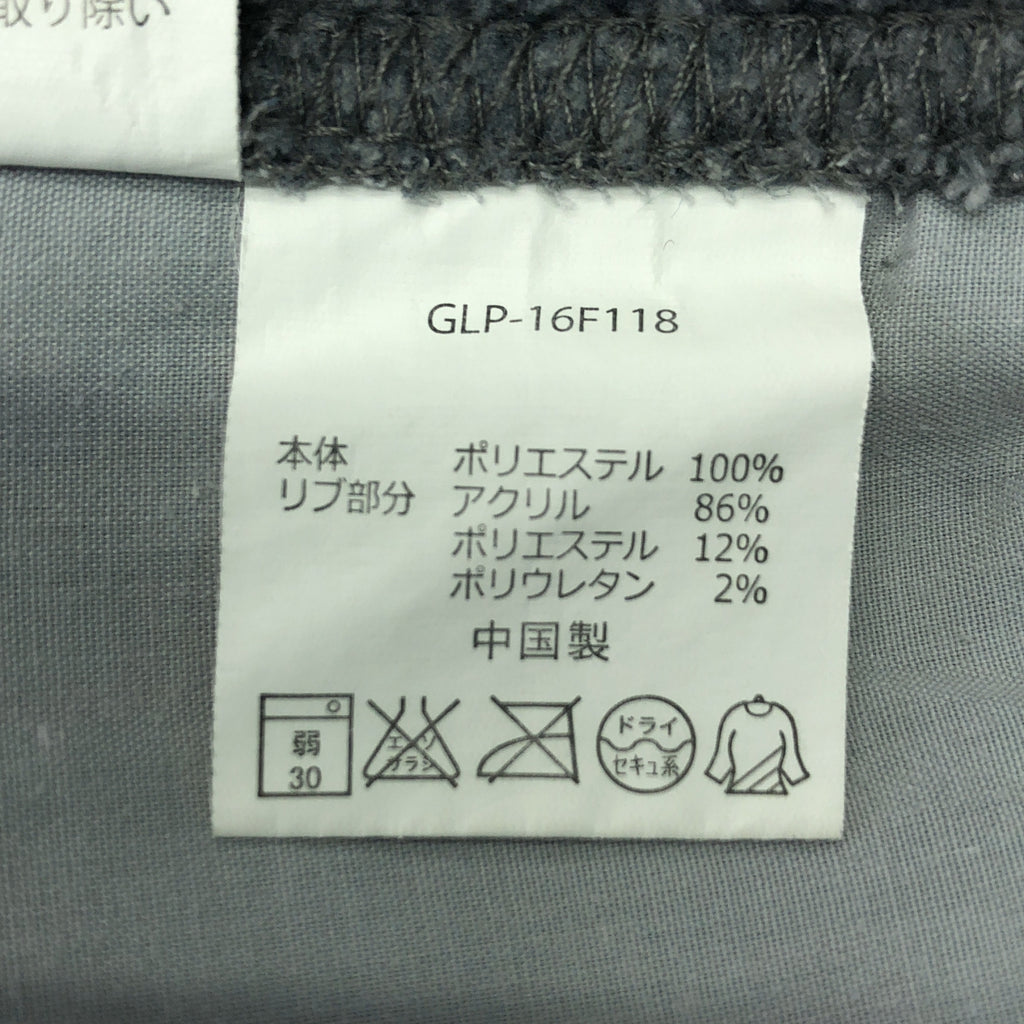 取り除い
GLP-16F118
本体 ポリエステル 100%
リブ部分 アクリル 86%
ポリエステル 12%
ポリウレタン 2%
中国製
弱
30
エンソ
サラシ
ドライ
セキユ系